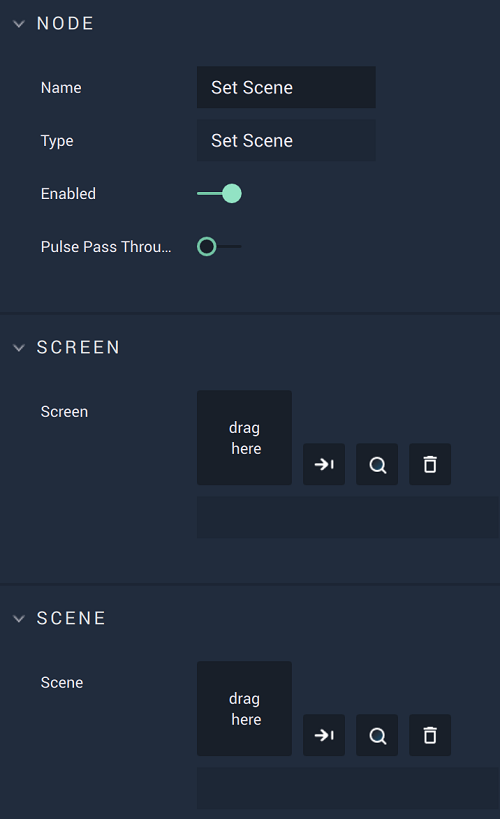 NODE
Name
Set Scene
Type
Set Scene
Enabled
Pulse Pass Throu...
SCREEN
Screen
drag
here
SCENE
Scene
drag
here